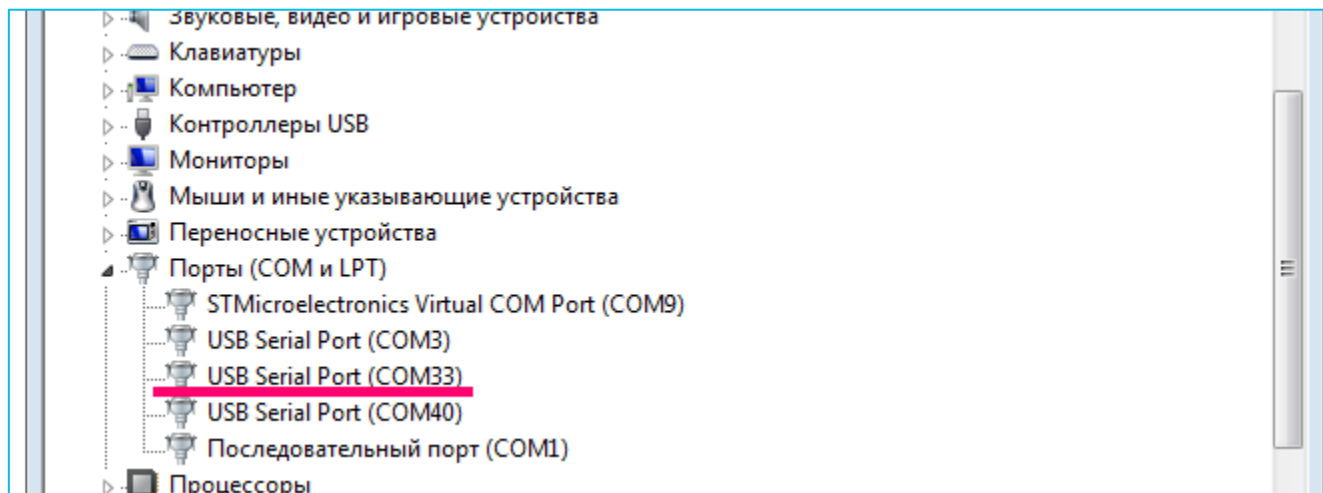 Звуковые, видео и игровые устройства
Клавиатуры
Компьютер
Контроллеры USB
Мониторы
Мыши и иные указывающие устройства
Переносные устройства
Порты (COM и LPT)
STMicroelectronics Virtual COM Port (COM9)
USB Serial Port (COM3)
USB Serial Port (COM33)
USB Serial Port (COM40)
Последовательный порт (COM1)
Процессоры